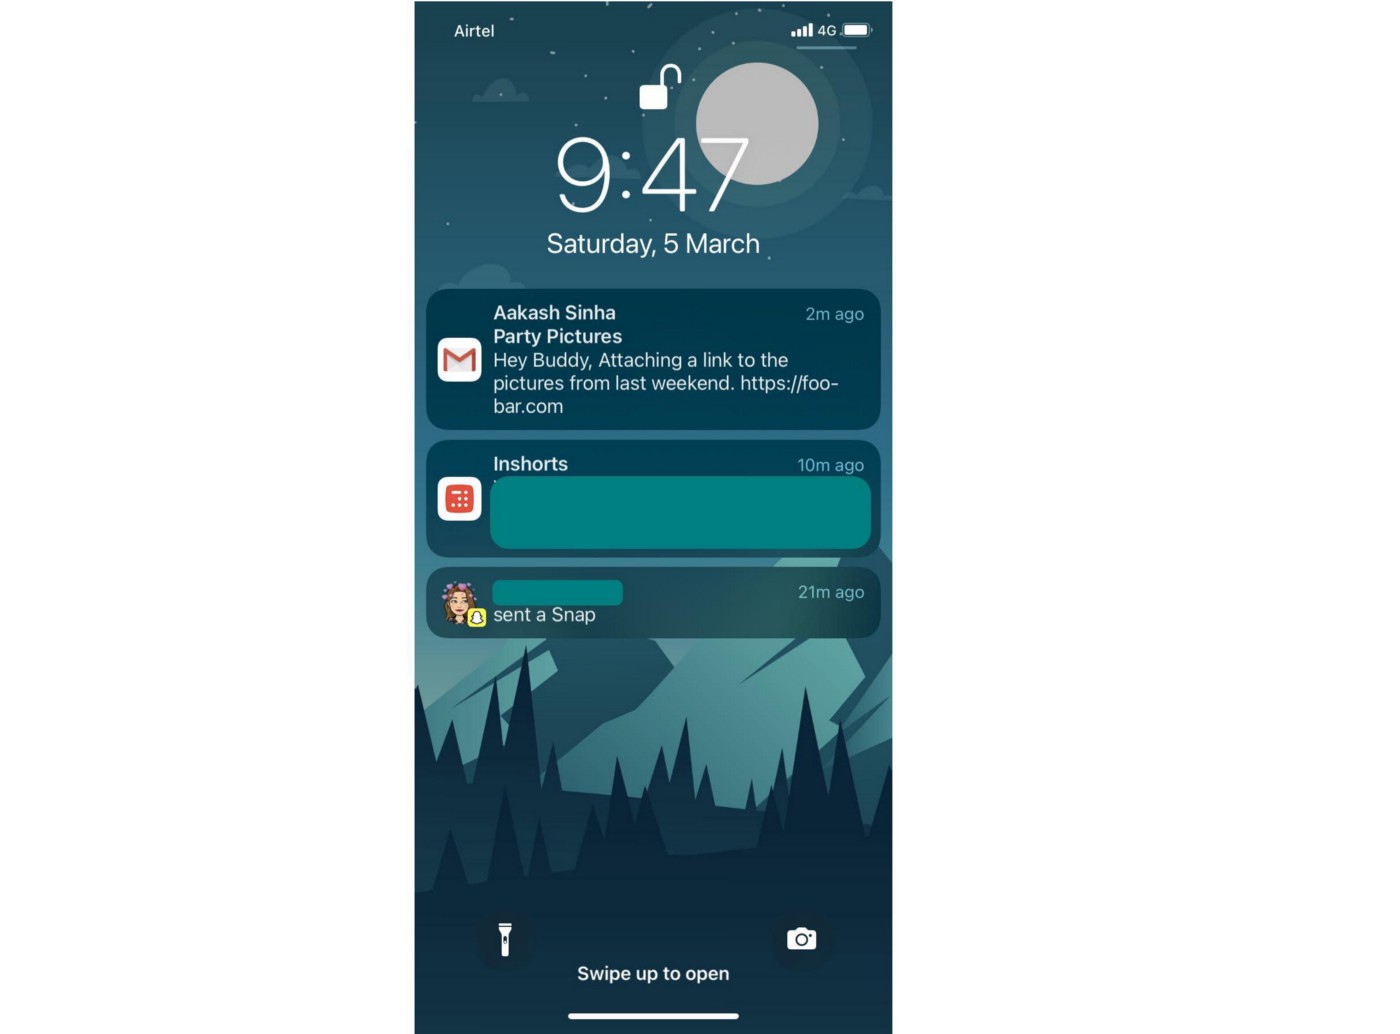 Airtel
4G
9:47
Saturday, 5 March
Aakash Sinha
2m ago
Party Pictures
Hey Buddy, Attaching a link to the
pictures from last weekend. https://foo-
bar.com
Inshorts
10m ago
21m ago
sent a Snap
Swipe up to open